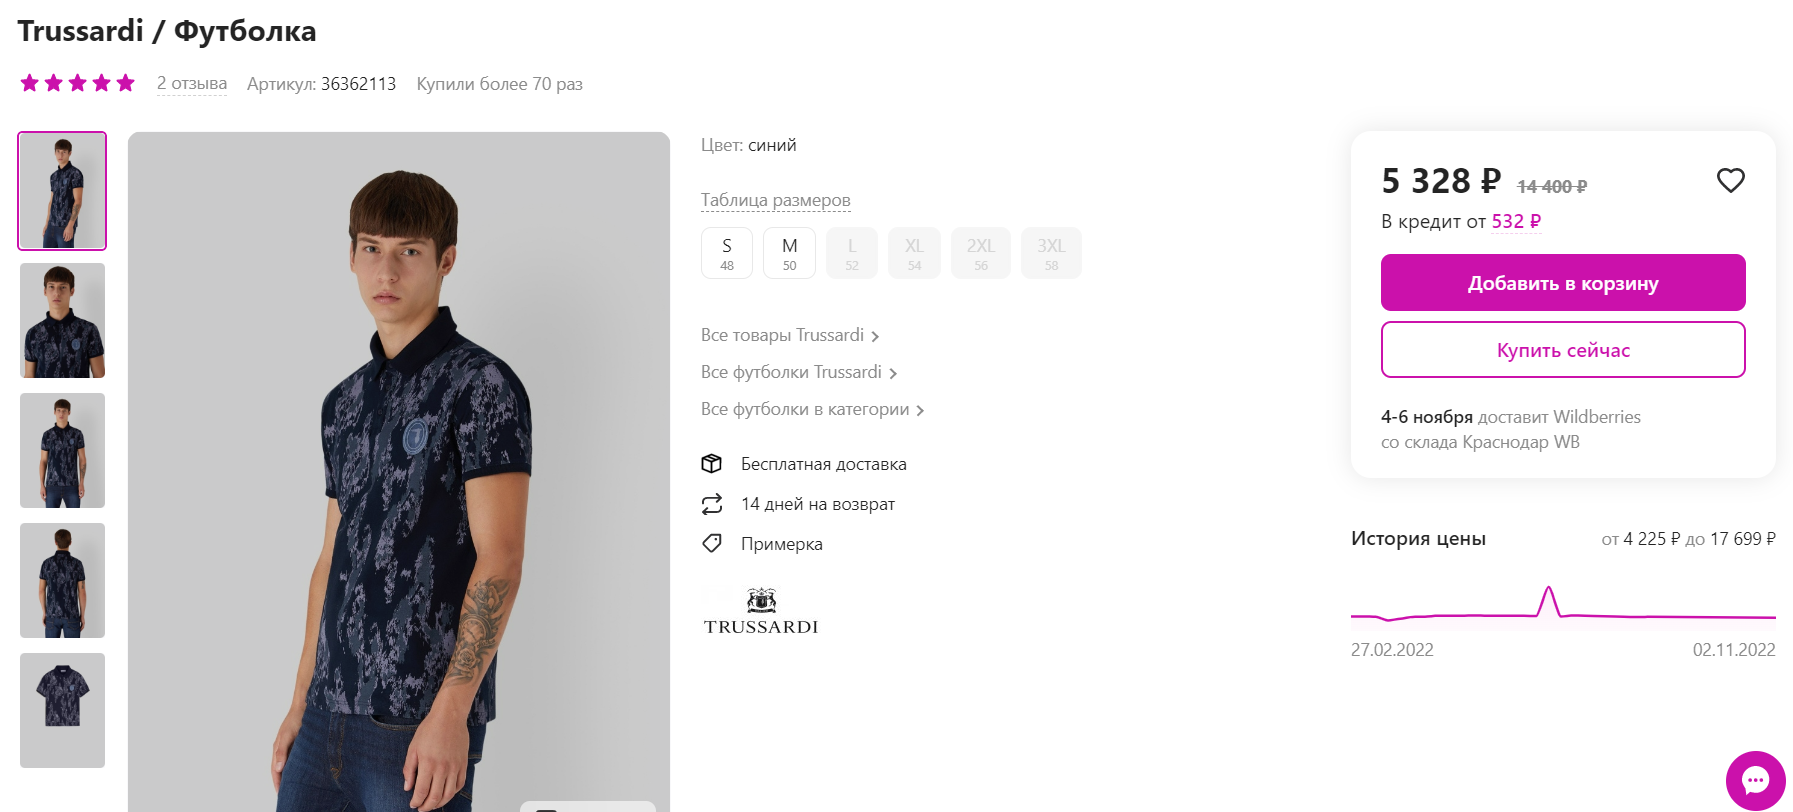 Trussardi / Футболка
2 отзыва Артикул: 36362113 Купили более 70 раз
Цвет: синий
Таблица размеров
S M L XL 2XL 3XL
48 50 52 54 56 58
Все товары Trussardi
Все футболки Trussardi
Все футболки в категории
Бесплатная доставка
14 дней на возврат
Примерка
TRUSSARDI
5 328 ₽ 14 400 ₽
В кредит от 532 ₽
Добавить в корзину
Купить сейчас
4-6 ноября доставит Wildberries
со склада Краснодар WB
История цены от 4 225 ₽ до 17 699 ₽
27.02.2022 02.11.2022